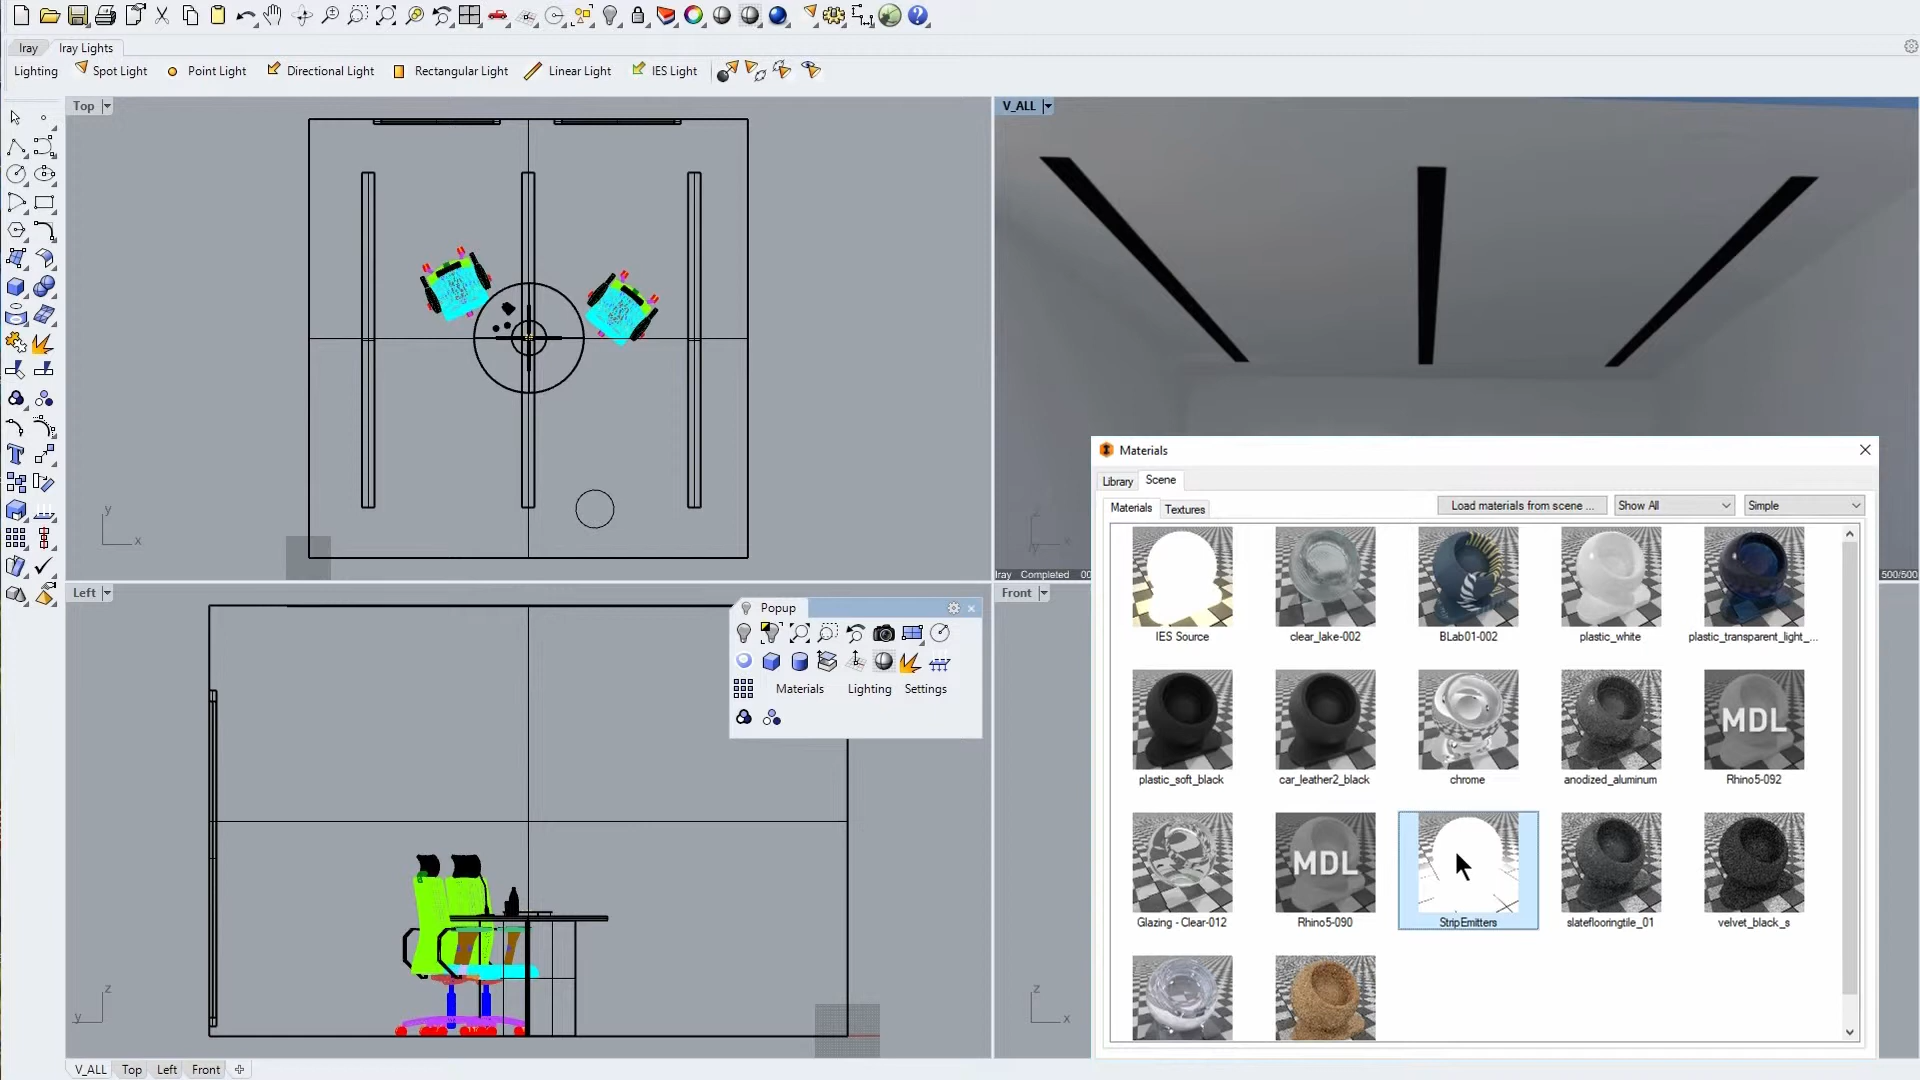 Iray
Iray Lights
Lighting
Spot Light
Point Light
Directional Light
Rectangular Light
Linear Light
IES Light
Top
V_ALL
y
x
Materials
Library
Scene
Materials
Textures
Load materials from scene ...
Show All
Simple
IES Source
clear_lake-002
BLab01-002
plastic_white
plastic_transparent_light_...
Iray Completed 00
500/500
Left
Front
Popup
Materials
Lighting
Settings
plastic_soft_black
car_leather2_black
chrome
anodized_aluminum
MDL
Rhino5-092
Glazing - Clear-012
MDL
Rhino5-090
StripEmitters
slateflooringtile_01
velvet_black_s
z
y
z
x
V_ALL
Top
Left
Front